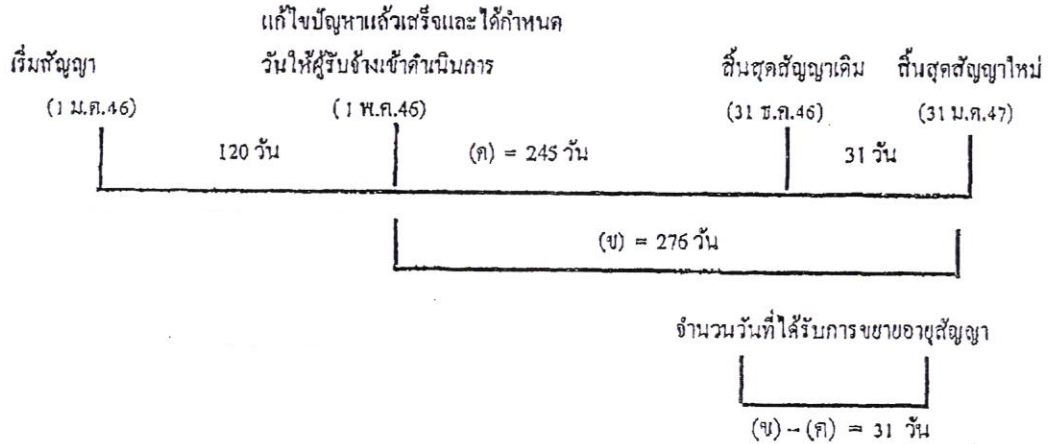 แก้ไขปัญหาแล้วเสร็จและได้กำหนด
เริ่มสัญญา วันให้ผู้รับจ้างเข้าดำเนินการ สิ้นสุดสัญญาเดิม สิ้นสุดสัญญาใหม่
(1 ม.ค.46) (1 พ.ค.46) (31 ธ.ค.46) (31 ม.ค.47)
120 วัน (ค) = 245 วัน 31 วัน
(ข) = 276 วัน
จำนวนวันที่ได้รับการขยายอายุสัญญา
(ข) - (ค) = 31 วัน